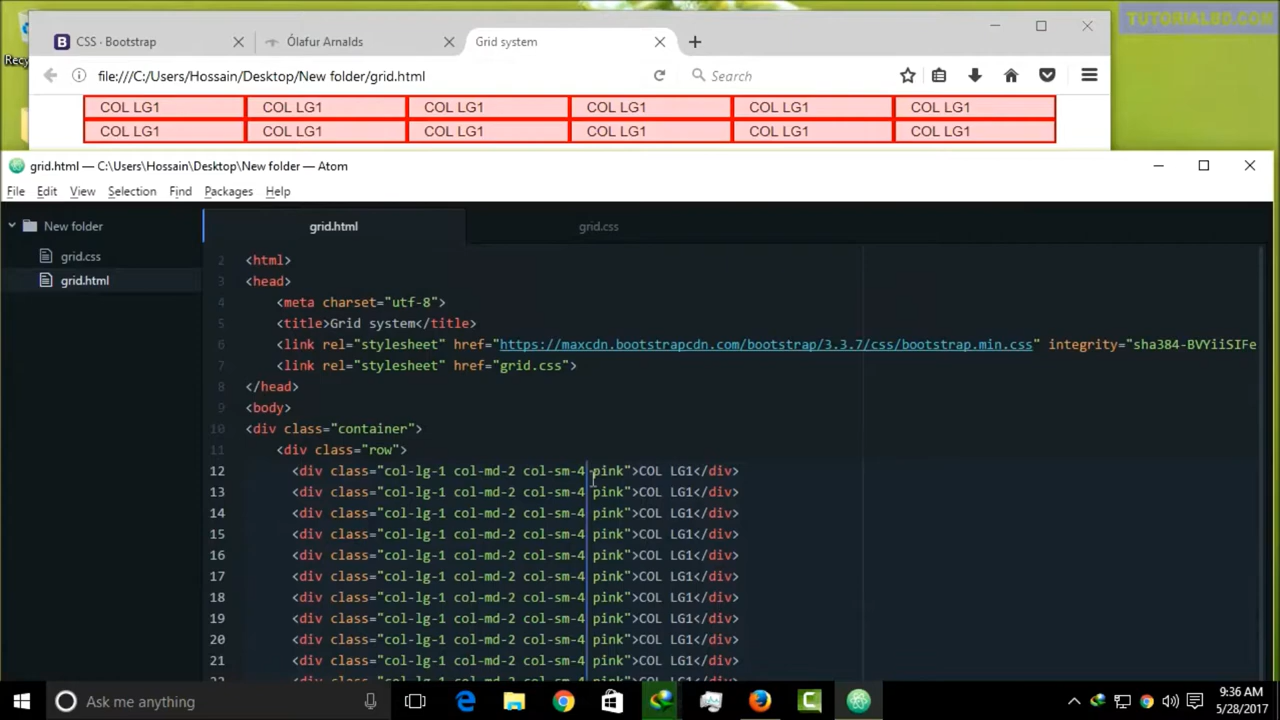 TUTORIALBD.COM
CSS · Bootstrap
Ólafur Arnalds
Grid system
file:///C:/Users/Hossain/Desktop/New folder/grid.html
Search
COL LG1 COL LG1 COL LG1 COL LG1 COL LG1 COL LG1
COL LG1 COL LG1 COL LG1 COL LG1 COL LG1 COL LG1
grid.html — C:\Users\Hossain\Desktop\New folder — Atom
File Edit View Selection Find Packages Help
New folder
grid.css
grid.html
grid.html
grid.css
2 <html>
3 <head>
4 <meta charset="utf-8">
5 <title>Grid system</title>
6 <link rel="stylesheet" href="https://maxcdn.bootstrapcdn.com/bootstrap/3.3.7/css/bootstrap.min.css" integrity="sha384-BVYiiSIFe
7 <link rel="stylesheet" href="grid.css">
8 </head>
9 <body>
10 <div class="container">
11 <div class="row">
12 <div class="col-lg-1 col-md-2 col-sm-4 pink">COL LG1</div>
13 <div class="col-lg-1 col-md-2 col-sm-4 pink">COL LG1</div>
14 <div class="col-lg-1 col-md-2 col-sm-4 pink">COL LG1</div>
15 <div class="col-lg-1 col-md-2 col-sm-4 pink">COL LG1</div>
16 <div class="col-lg-1 col-md-2 col-sm-4 pink">COL LG1</div>
17 <div class="col-lg-1 col-md-2 col-sm-4 pink">COL LG1</div>
18 <div class="col-lg-1 col-md-2 col-sm-4 pink">COL LG1</div>
19 <div class="col-lg-1 col-md-2 col-sm-4 pink">COL LG1</div>
20 <div class="col-lg-1 col-md-2 col-sm-4 pink">COL LG1</div>
21 <div class="col-lg-1 col-md-2 col-sm-4 pink">COL LG1</div>
Ask me anything
9:36 AM
5/28/2017